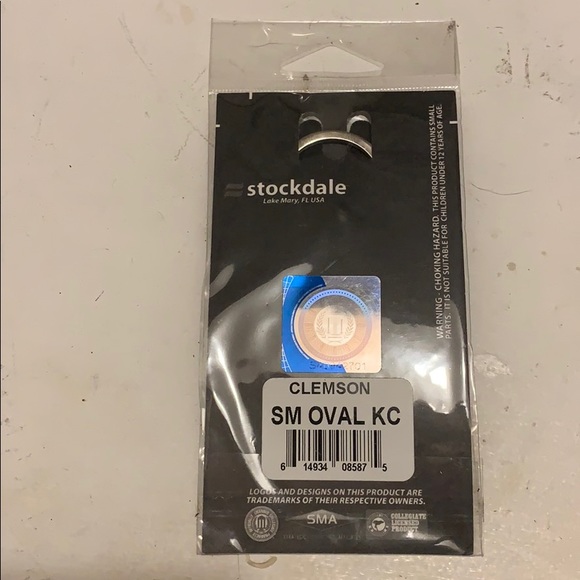 stockdale
Lake Mary, FL USA
WARNING - CHOKING HAZARD. THIS PRODUCT CONTAINS SMALL
PARTS. IT IS NOT SUITABLE FOR CHILDREN UNDER 12 YEARS OF AGE.
CLEMSON
SM OVAL KC
6 14934 08587 5
LOGOS AND DESIGNS ON THIS PRODUCT ARE
TRADEMARKS OF THEIR RESPECTIVE OWNERS.
SMA
COLLEGIATE
LICENSED
PRODUCT